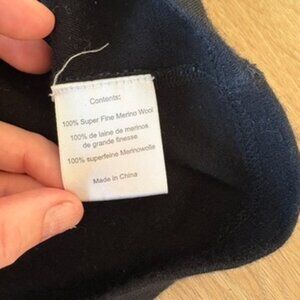 Contents:
100% Super Fine Merino Wool
100% de laine de merinos
de grande finesse
100% superfeine Merinowolle
Made in China